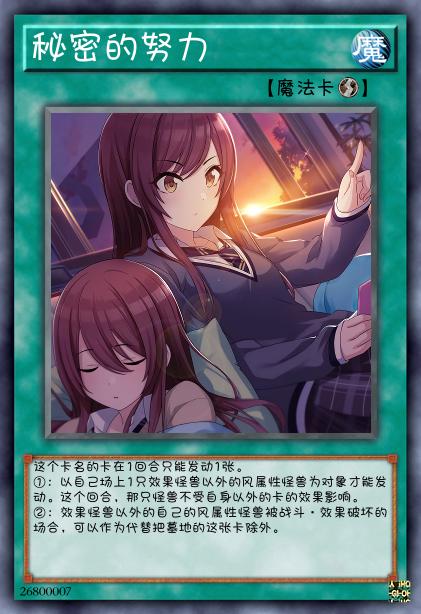 秘密的努力
魔
【魔法卡】
这个卡名的卡在1回合只能发动1张。
①：以自己场上1只效果怪兽以外的风属性怪兽为对象才能发
动。这个回合，那只怪兽不受自身以外的卡的效果影响。
②：效果怪兽以外的自己的风属性怪兽被战斗·效果破坏的
场合，可以作为代替把墓地的这张卡除外。
26800007